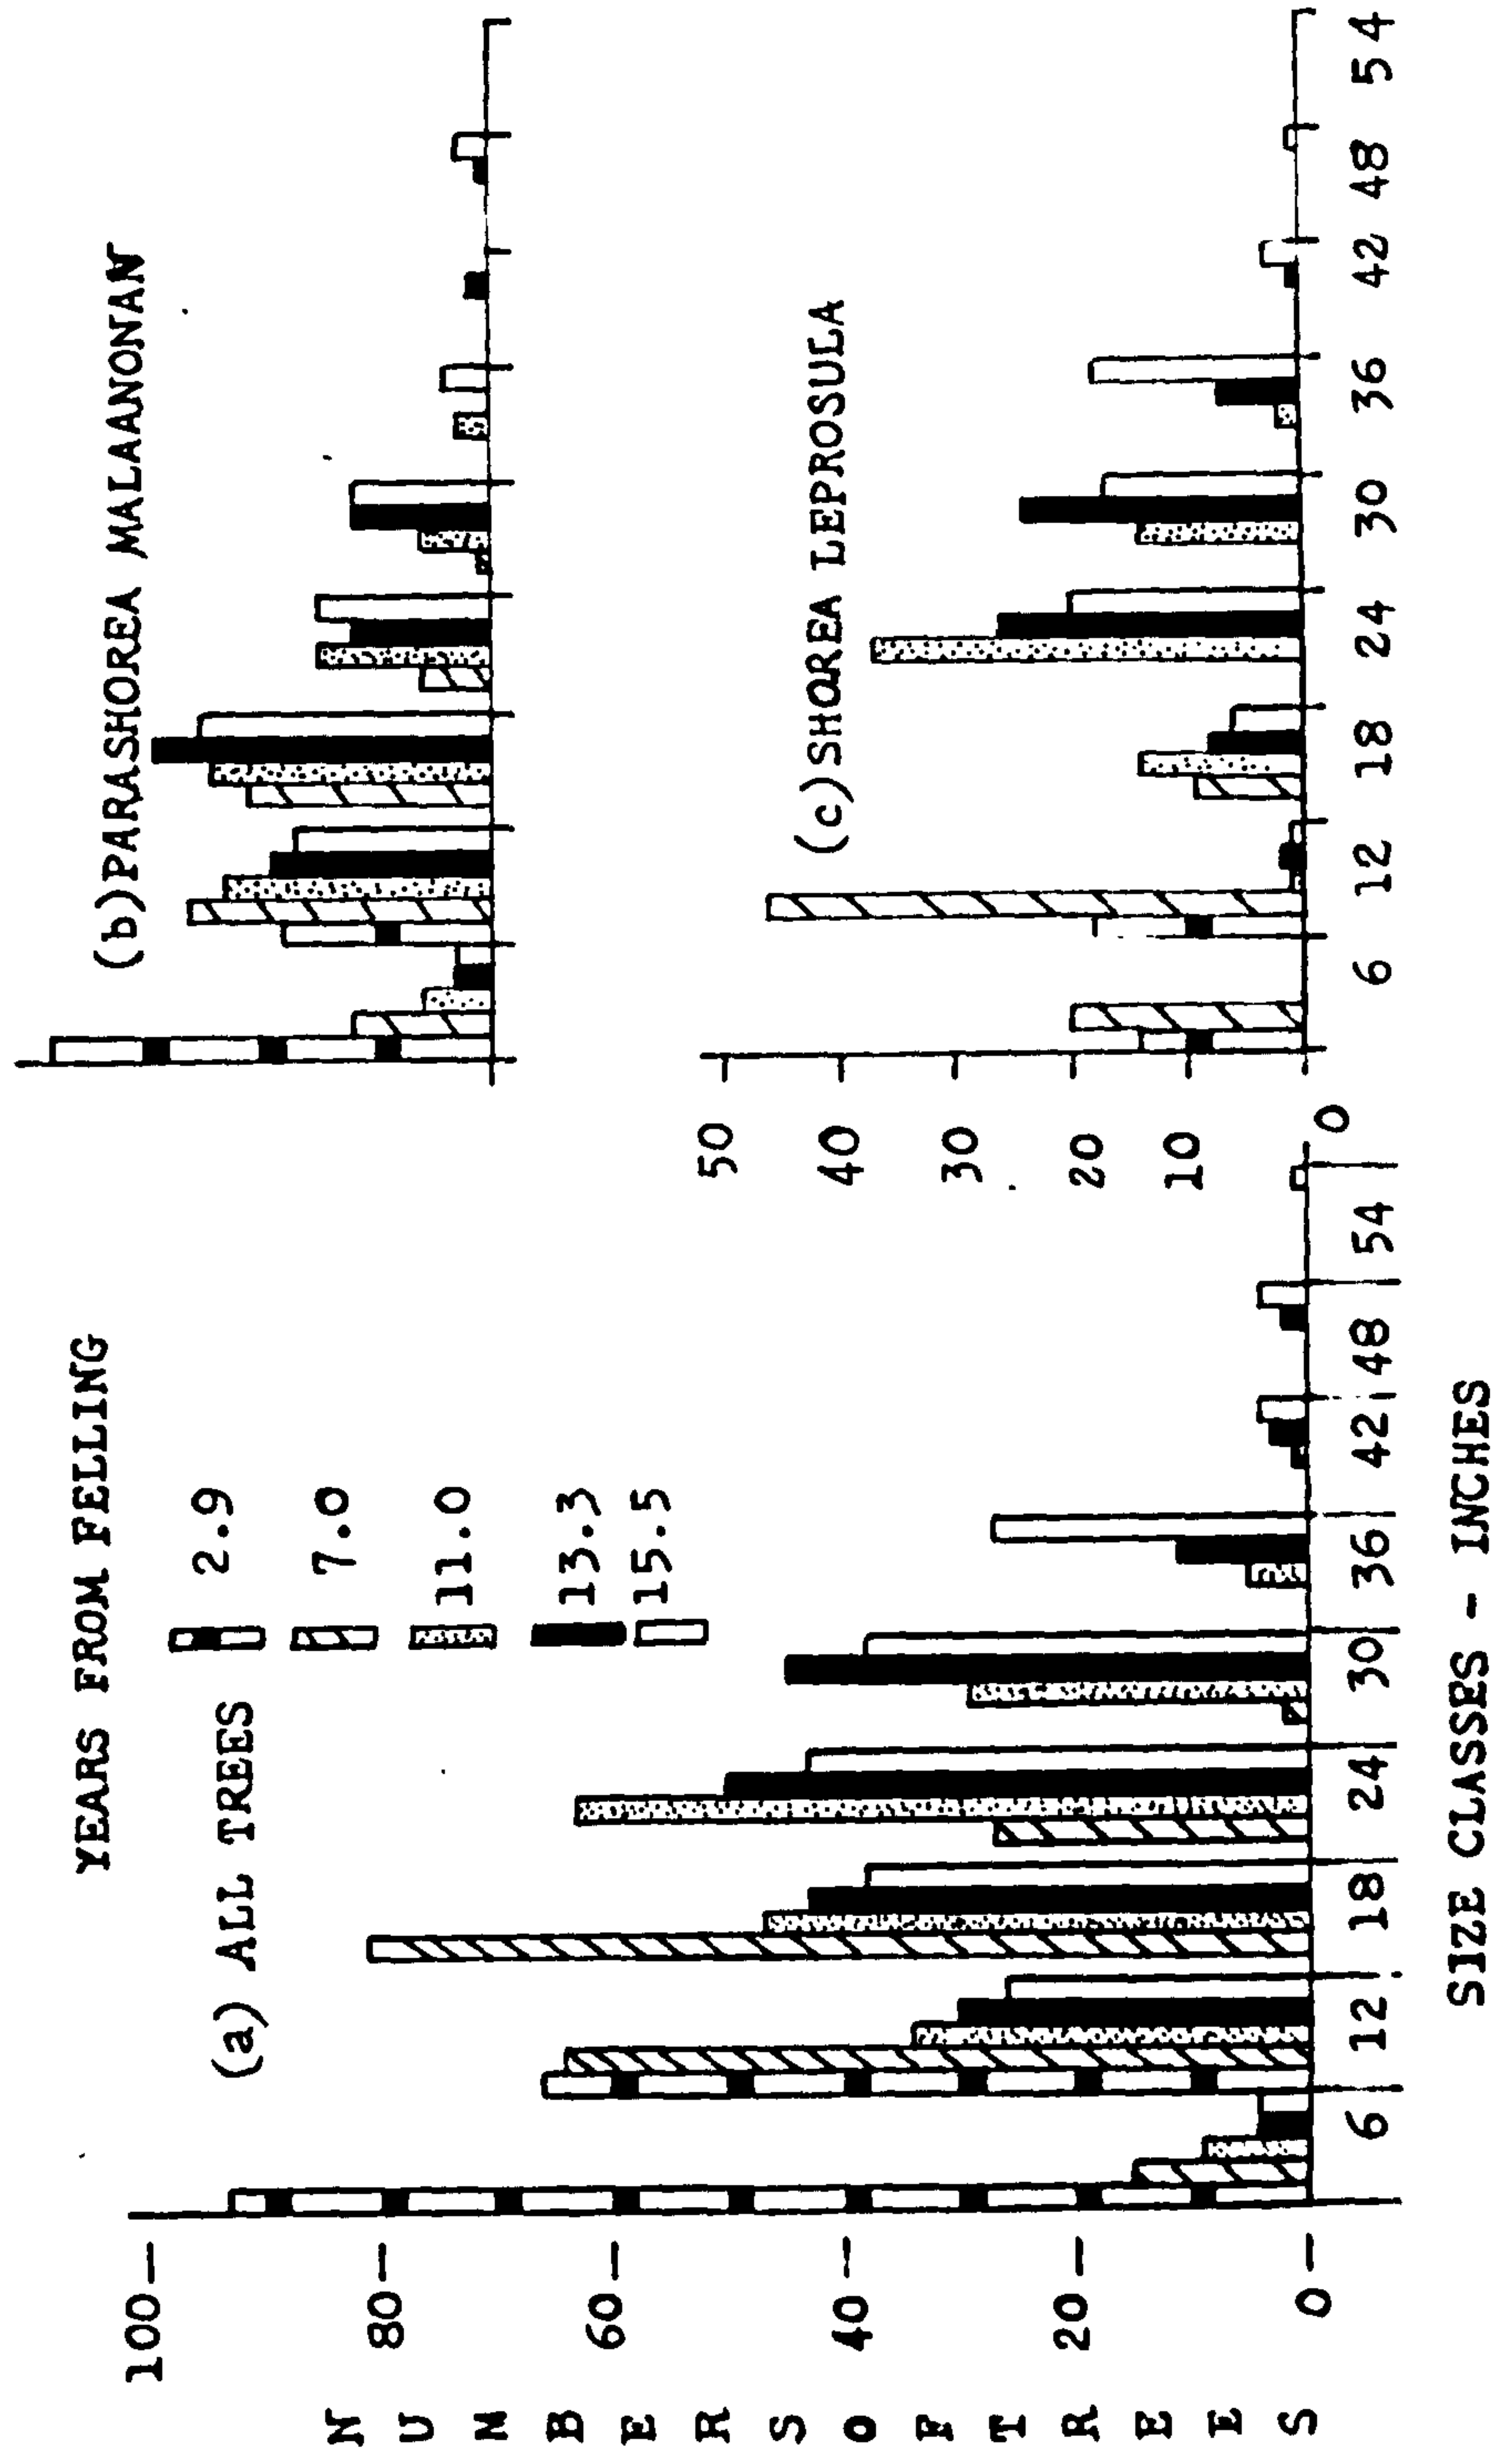 YEARS FROM FELLING
2.9
7.0
11.0
13.3
15.5
(a) ALL TREES
NUMBERS OF TREES
100
80
60
40
20
0
6 12 18 24 30 36 42 48 54
SIZE CLASSES - INCHES
(b) PARASHOREA MALAANONAN
(c) SHOREA LEPROSULA
50
40
30
20
10
0
6 12 18 24 30 36 42 48 54